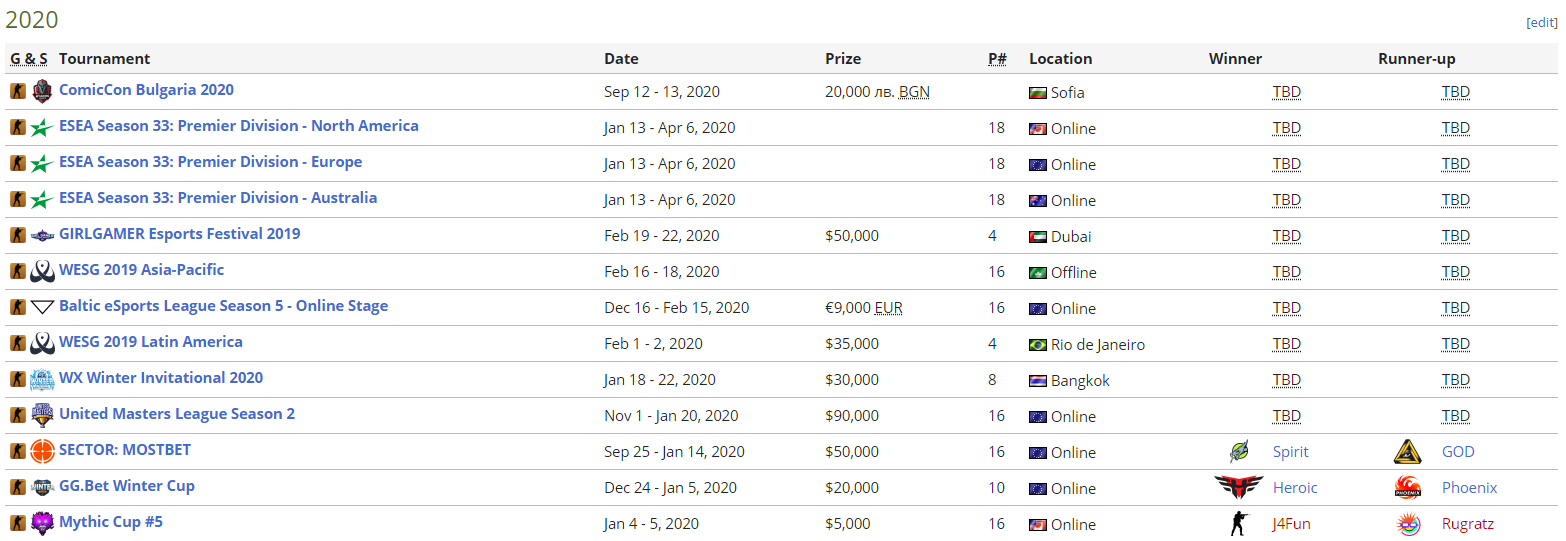 2020 [edit]
G & S Tournament Date Prize P# Location Winner Runner-up
ComicCon Bulgaria 2020 Sep 12 - 13, 2020 20,000 лв. BGN Sofia TBD TBD
ESEA Season 33: Premier Division - North America Jan 13 - Apr 6, 2020 18 Online TBD TBD
ESEA Season 33: Premier Division - Europe Jan 13 - Apr 6, 2020 18 Online TBD TBD
ESEA Season 33: Premier Division - Australia Jan 13 - Apr 6, 2020 18 Online TBD TBD
GIRLGAMER Esports Festival 2019 Feb 19 - 22, 2020 $50,000 4 Dubai TBD TBD
WESG 2019 Asia-Pacific Feb 16 - 18, 2020 16 Offline TBD TBD
Baltic eSports League Season 5 - Online Stage Dec 16 - Feb 15, 2020 €9,000 EUR 16 Online TBD TBD
WESG 2019 Latin America Feb 1 - 2, 2020 $35,000 4 Rio de Janeiro TBD TBD
WX Winter Invitational 2020 Jan 18 - 22, 2020 $30,000 8 Bangkok TBD TBD
United Masters League Season 2 Nov 1 - Jan 20, 2020 $90,000 16 Online TBD TBD
SECTOR: MOSTBET Sep 25 - Jan 14, 2020 $50,000 16 Online Spirit GOD
GG.Bet Winter Cup Dec 24 - Jan 5, 2020 $20,000 10 Online Heroic Phoenix
Mythic Cup #5 Jan 4 - 5, 2020 $5,000 16 Online J4Fun Rugratz